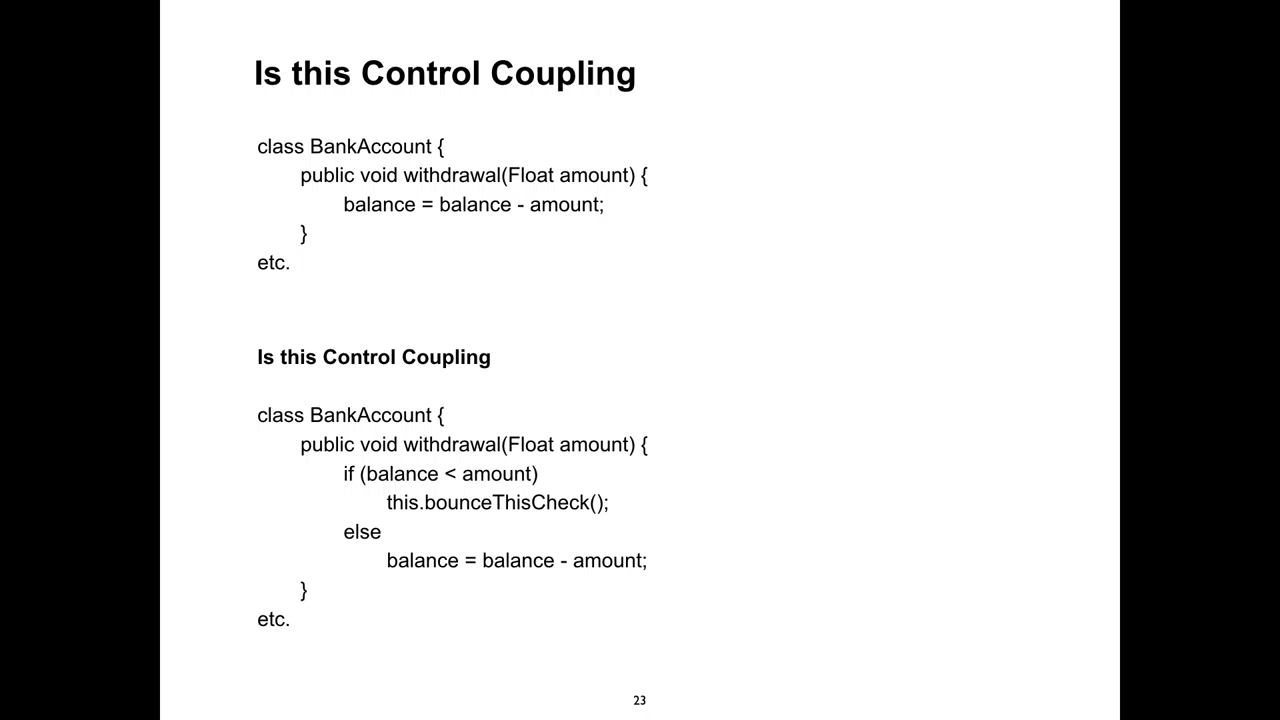 Is this Control Coupling
class BankAccount {
public void withdrawal(Float amount) {
balance = balance - amount;
}
etc.
Is this Control Coupling
class BankAccount {
public void withdrawal(Float amount) {
if (balance < amount)
this.bounceThisCheck();
else
balance = balance - amount;
}
etc.
23